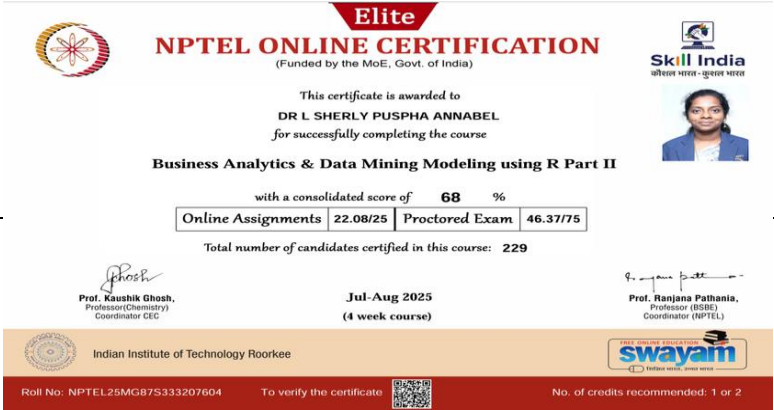 Elite
NPTEL ONLINE CERTIFICATION
(Funded by the MoE, Govt. of India)
Skill India
कौशल भारत - कुशल भारत
This certificate is awarded to
DR L SHERLY PUSPHA ANNABEL
for successfully completing the course
Business Analytics & Data Mining Modeling using R Part II
with a consolidated score of 68 %
Online Assignments 22.08/25 Proctored Exam 46.37/75
Total number of candidates certified in this course: 229
Prof. Kaushik Ghosh,
Professor(Chemistry)
Coordinator CEC
Jul-Aug 2025
(4 week course)
Prof. Ranjana Pathania,
Professor (BSBE)
Coordinator (NPTEL)
Indian Institute of Technology Roorkee
FREE ONLINE EDUCATION
swayam
शिक्षित भारत, उन्नत भारत
Roll No: NPTEL25MG87S333207604 To verify the certificate No. of credits recommended: 1 or 2